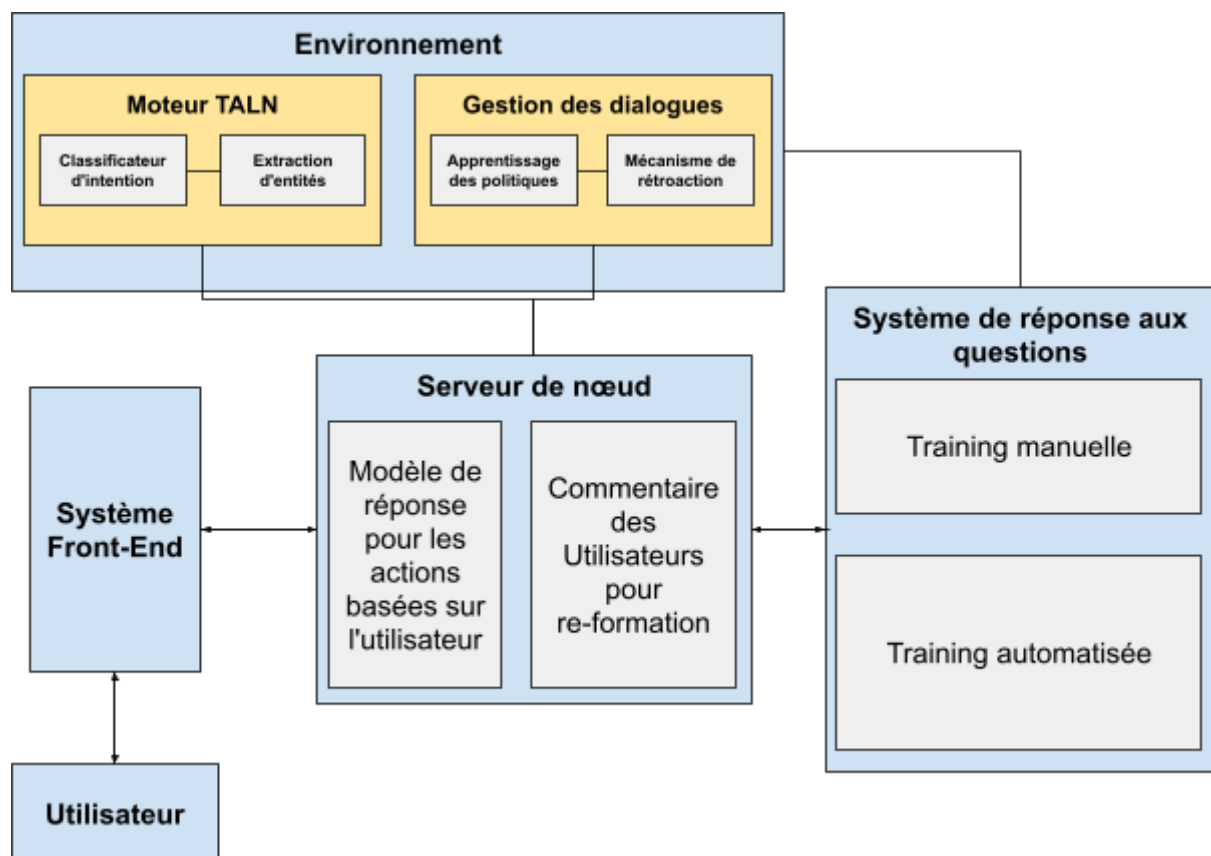 Environnement
Moteur TALN
Classificateur
d'intention
Extraction
d'entités
Gestion des dialogues
Apprentissage
des politiques
Mécanisme de
rétroaction
Système de réponse aux
questions
Training manuelle
Training automatisée
Serveur de nœud
Modèle de
réponse
pour les
actions
basées sur
l'utilisateur
Commentaire
des
Utilisateurs
pour
re-formation
Système
Front-End
Utilisateur